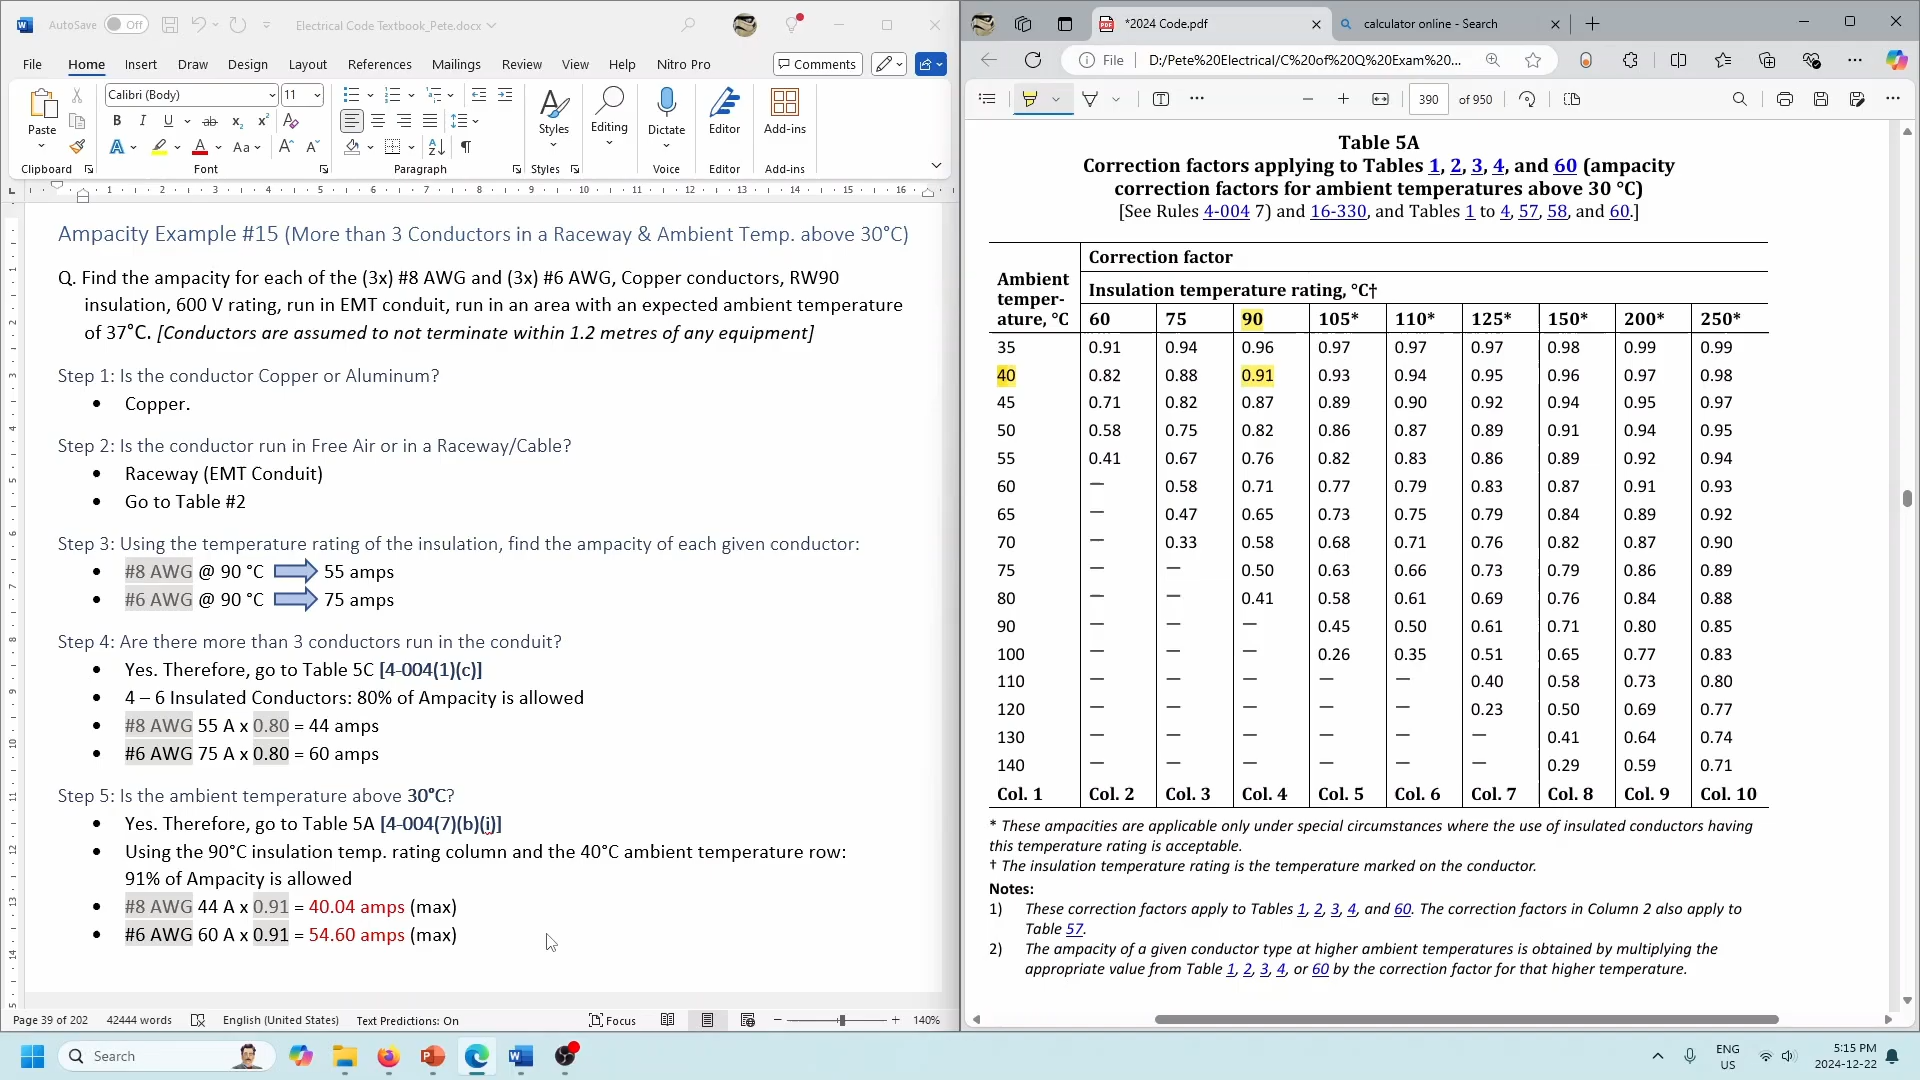 AutoSave Off
Electrical Code Textbook_Pete.docx
File Home Insert Draw Design Layout References Mailings Review View Help Nitro Pro Comments
Calibri (Body) 11
Paste
Styles Editing Dictate Editor Add-ins
Clipboard Font Paragraph Styles Voice Editor Add-ins
1 2 3 4 5 6 7 8 9 10 11 12 13 14 15 16
Ampacity Example #15 (More than 3 Conductors in a Raceway & Ambient Temp. above 30°C)
Q. Find the ampacity for each of the (3x) #8 AWG and (3x) #6 AWG, Copper conductors, RW90
insulation, 600 V rating, run in EMT conduit, run in an area with an expected ambient temperature
of 37°C. [Conductors are assumed to not terminate within 1.2 metres of any equipment]
Step 1: Is the conductor Copper or Aluminum?
• Copper.
Step 2: Is the conductor run in Free Air or in a Raceway/Cable?
• Raceway (EMT Conduit)
• Go to Table #2
Step 3: Using the temperature rating of the insulation, find the ampacity of each given conductor:
• #8 AWG @ 90 °C 55 amps
• #6 AWG @ 90 °C 75 amps
Step 4: Are there more than 3 conductors run in the conduit?
• Yes. Therefore, go to Table 5C [4-004(1)(c)]
• 4 – 6 Insulated Conductors: 80% of Ampacity is allowed
• #8 AWG 55 A x 0.80 = 44 amps
• #6 AWG 75 A x 0.80 = 60 amps
Step 5: Is the ambient temperature above 30°C?
• Yes. Therefore, go to Table 5A [4-004(7)(b)(i)]
• Using the 90°C insulation temp. rating column and the 40°C ambient temperature row:
91% of Ampacity is allowed
• #8 AWG 44 A x 0.91 = 40.04 amps (max)
• #6 AWG 60 A x 0.91 = 54.60 amps (max)
Page 39 of 202 42444 words English (United States) Text Predictions: On Focus 140%
*2024 Code.pdf calculator online - Search
File D:/Pete%20Electrical/C%20of%20Q%20Exam%20...
390 of 950
Table 5A
Correction factors applying to Tables 1, 2, 3, 4, and 60 (ampacity
correction factors for ambient temperatures above 30 °C)
[See Rules 4-004 7) and 16-330, and Tables 1 to 4, 57, 58, and 60.]
Correction factor
Ambient
temper-
ature, °C
Insulation temperature rating, °C†
60 75 90 105* 110* 125* 150* 200* 250*
35 0.91 0.94 0.96 0.97 0.97 0.97 0.98 0.99 0.99
40 0.82 0.88 0.91 0.93 0.94 0.95 0.96 0.97 0.98
45 0.71 0.82 0.87 0.89 0.90 0.92 0.94 0.95 0.97
50 0.58 0.75 0.82 0.86 0.87 0.89 0.91 0.94 0.95
55 0.41 0.67 0.76 0.82 0.83 0.86 0.89 0.92 0.94
60 — 0.58 0.71 0.77 0.79 0.83 0.87 0.91 0.93
65 — 0.47 0.65 0.73 0.75 0.79 0.84 0.89 0.92
70 — 0.33 0.58 0.68 0.71 0.76 0.82 0.87 0.90
75 — — 0.50 0.63 0.66 0.73 0.79 0.86 0.89
80 — — 0.41 0.58 0.61 0.69 0.76 0.84 0.88
90 — — — 0.45 0.50 0.61 0.71 0.80 0.85
100 — — — 0.26 0.35 0.51 0.65 0.77 0.83
110 — — — — — 0.40 0.58 0.73 0.80
120 — — — — — 0.23 0.50 0.69 0.77
130 — — — — — — 0.41 0.64 0.74
140 — — — — — — 0.29 0.59 0.71
Col. 1 Col. 2 Col. 3 Col. 4 Col. 5 Col. 6 Col. 7 Col. 8 Col. 9 Col. 10
* These ampacities are applicable only under special circumstances where the use of insulated conductors having
this temperature rating is acceptable.
† The insulation temperature rating is the temperature marked on the conductor.
Notes:
1) These correction factors apply to Tables 1, 2, 3, 4, and 60. The correction factors in Column 2 also apply to
Table 57.
2) The ampacity of a given conductor type at higher ambient temperatures is obtained by multiplying the
appropriate value from Table 1, 2, 3, 4, or 60 by the correction factor for that higher temperature.
Search
ENG
US
5:15 PM
2024-12-22